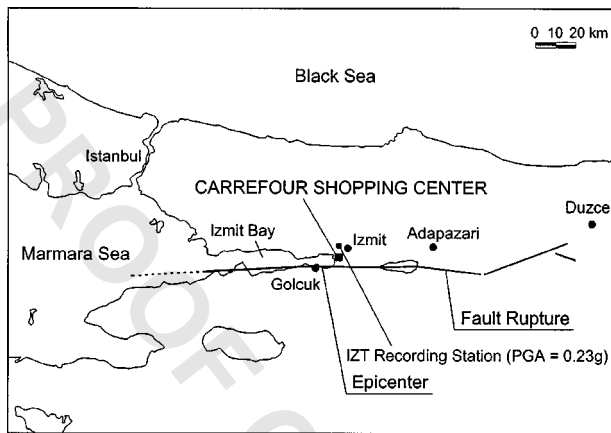 0 10 20 km
Black Sea
Istanbul
CARREFOUR SHOPPING CENTER
Duzce
Izmit Bay
Izmit
Adapazari
Marmara Sea
Golcuk
Fault Rupture
IZT Recording Station (PGA = 0.23g)
Epicenter
PROOF